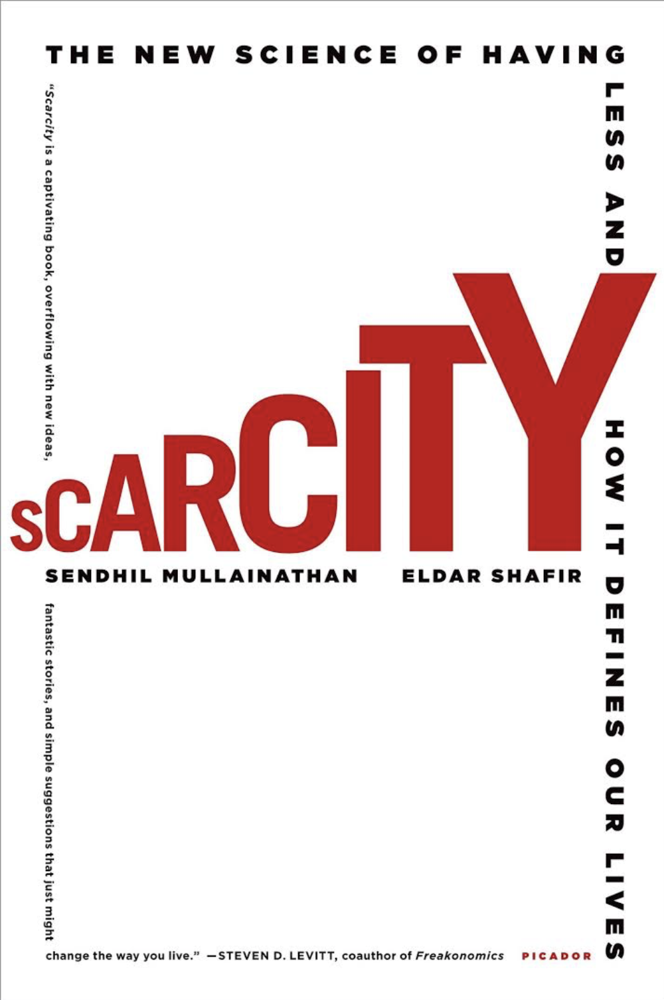 THE NEW SCIENCE OF HAVING
LESS AND HOW IT DEFINES OUR LIVES
"Scarcity is a captivating book, overflowing with new ideas,
SCARCITY
SENDHIL MULLAINATHAN ELDAR SHAFIR
fantastic stories, and simple suggestions that just might
change the way you live." —STEVEN D. LEVITT, coauthor of Freakonomics
PICADOR